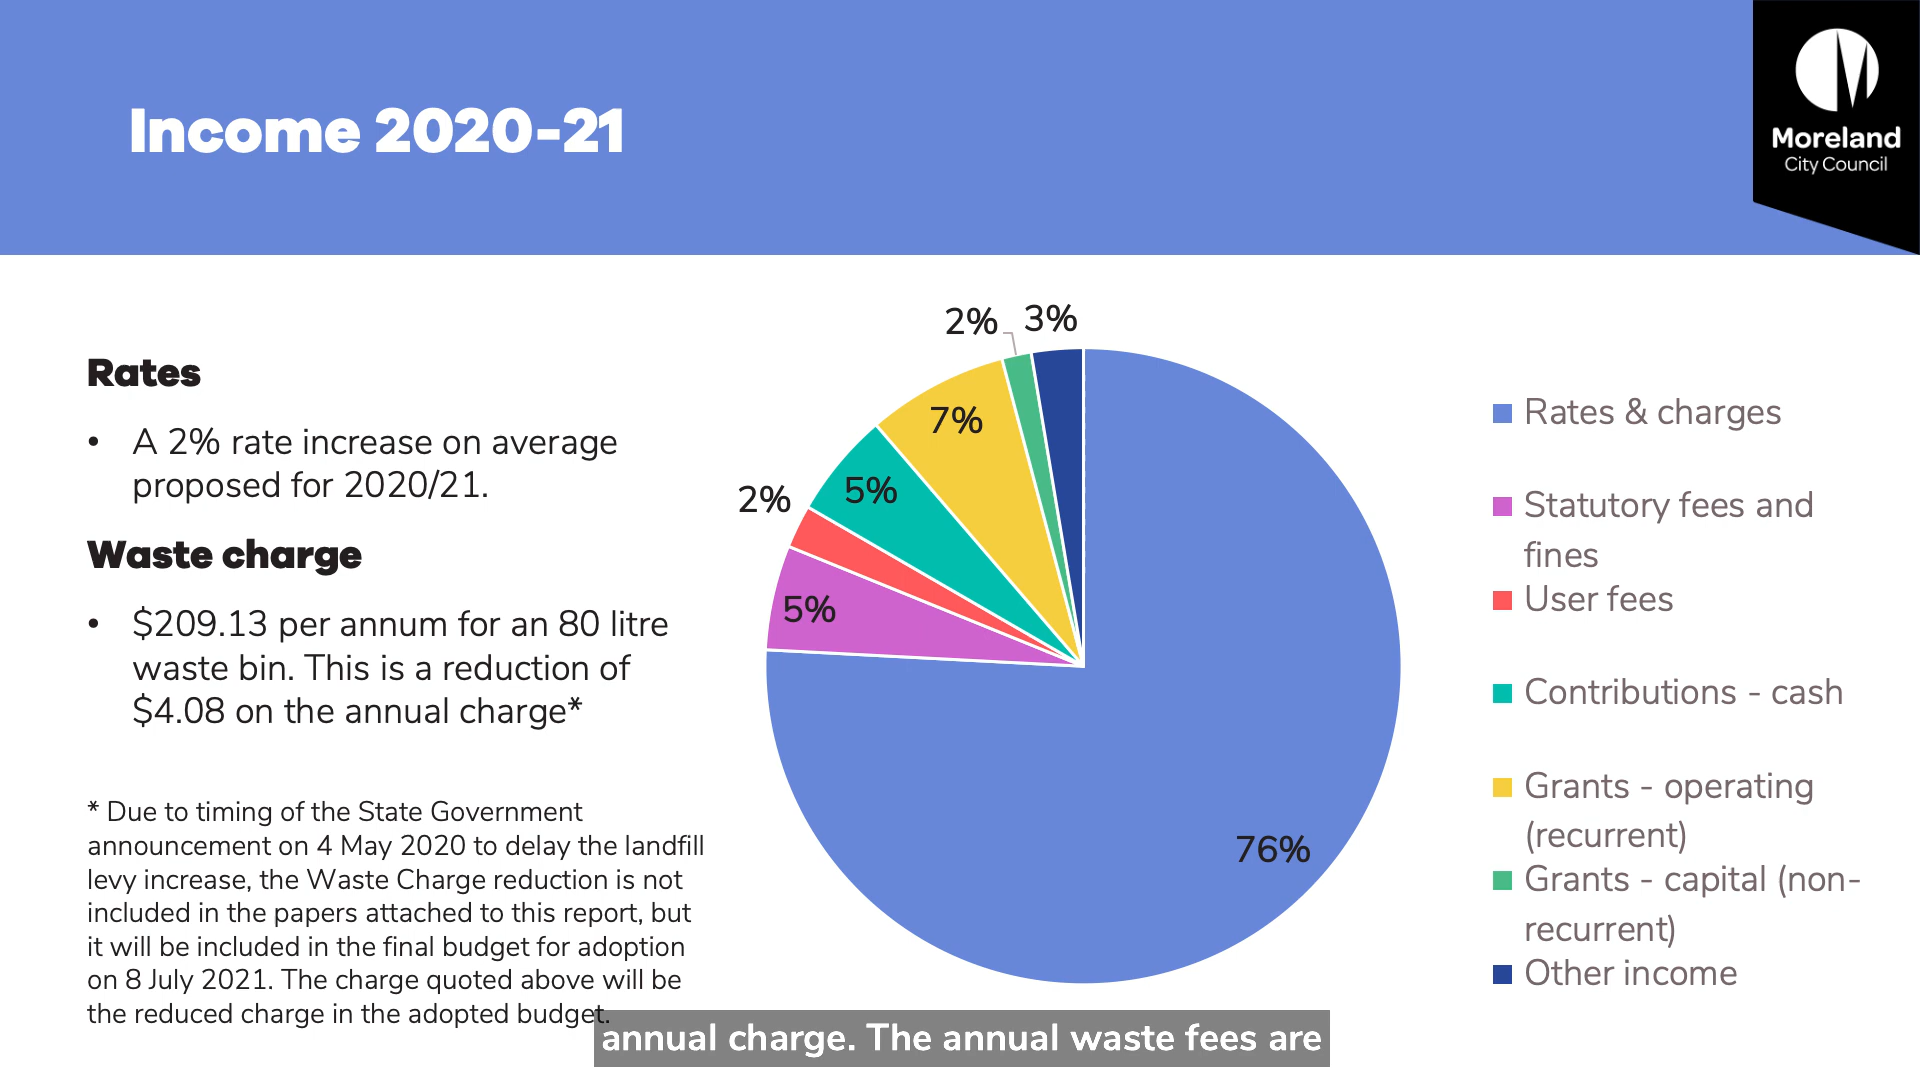 Income 2020-21
Moreland
City Council
Rates
• A 2% rate increase on average
proposed for 2020/21.
Waste charge
• $209.13 per annum for an 80 litre
waste bin. This is a reduction of
$4.08 on the annual charge*
* Due to timing of the State Government
announcement on 4 May 2020 to delay the landfill
levy increase, the Waste Charge reduction is not
included in the papers attached to this report, but
it will be included in the final budget for adoption
on 8 July 2021. The charge quoted above will be
the reduced charge in the adopted budget.
2% 3%
7%
5%
2%
5%
76%
Rates & charges
Statutory fees and
fines
User fees
Contributions - cash
Grants - operating
(recurrent)
Grants - capital (non-
recurrent)
Other income
annual charge. The annual waste fees are